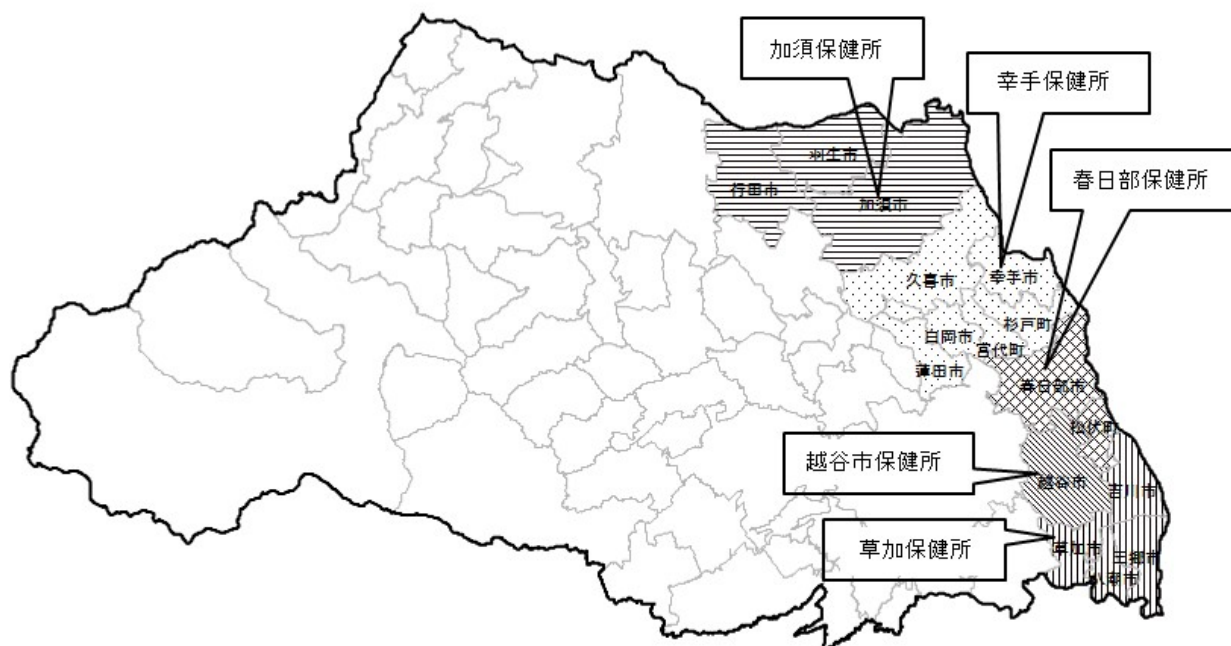 加須保健所
幸手保健所
春日部保健所
羽生市
行田市
加須市
久喜市
幸手市
杉戸町
白岡市
宮代町
蓮田市
春日部市
松伏町
越谷市保健所
越谷市
吉川市
草加保健所
草加市
三郷市
八潮市